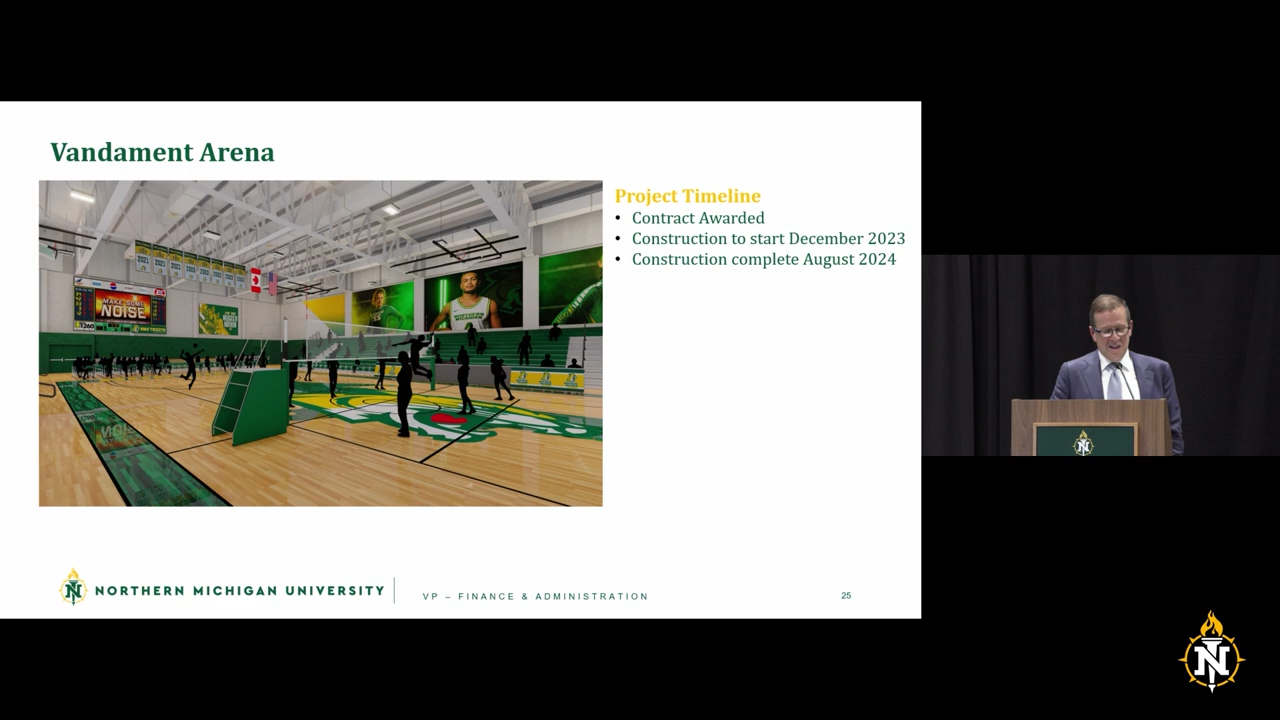 Vandament Arena
Project Timeline
• Contract Awarded
• Construction to start December 2023
• Construction complete August 2024
MAKE SOME
NOISE
NORTHERN MICHIGAN UNIVERSITY
VP – FINANCE & ADMINISTRATION
25
N